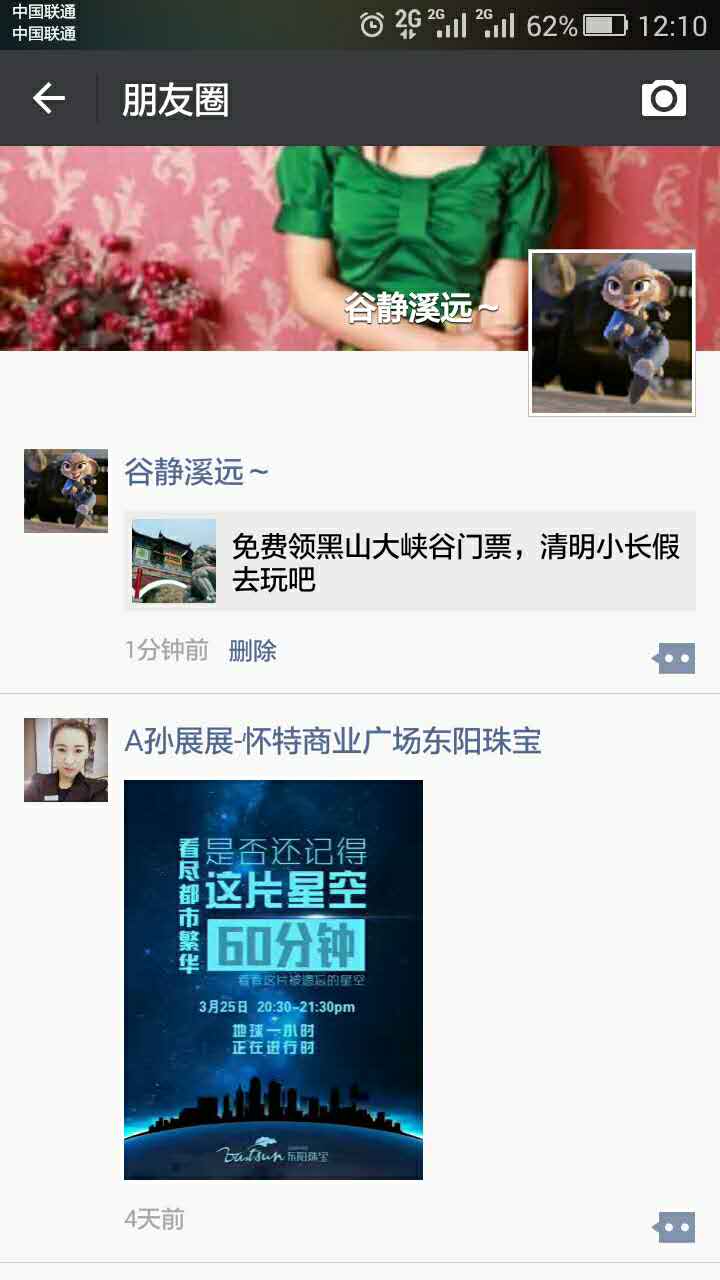 中国联通
中国联通
2G 2G 2G 62% 12:10
朋友圈
谷静溪远~
谷静溪远~
免费领黑山大峡谷门票，清明小长假
去玩吧
1分钟前 删除
A孙展展-怀特商业广场东阳珠宝
看尽都市繁华
是否还记得
这片星空
60分钟
看看这片被遗忘的星空
3月25日 20:30-21:30pm
地球一小时
正在进行时
Eastsun 东阳珠宝
4天前